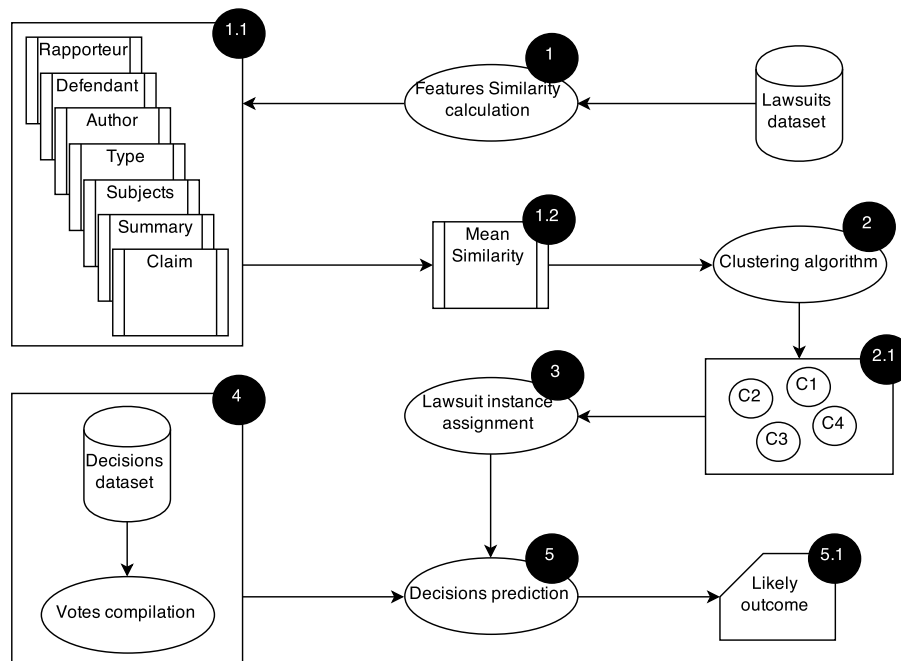 1.1
Rapporteur
Defendant
Author
Type
Subjects
Summary
Claim
1
Features Similarity
calculation
Lawsuits
dataset
1.2
Mean
Similarity
2
Clustering algorithm
2.1
C1
C2
C4
C3
3
Lawsuit instance
assignment
4
Decisions
dataset
Votes compilation
5
Decisions prediction
5.1
Likely
outcome